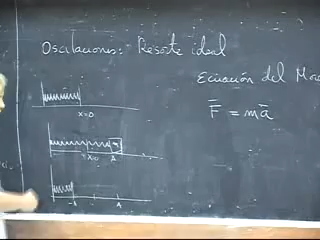 Oscilaciones: Resorte ideal
Ecuación del Mov
F̅ = ma̅
x=0
x=0 A
-A A